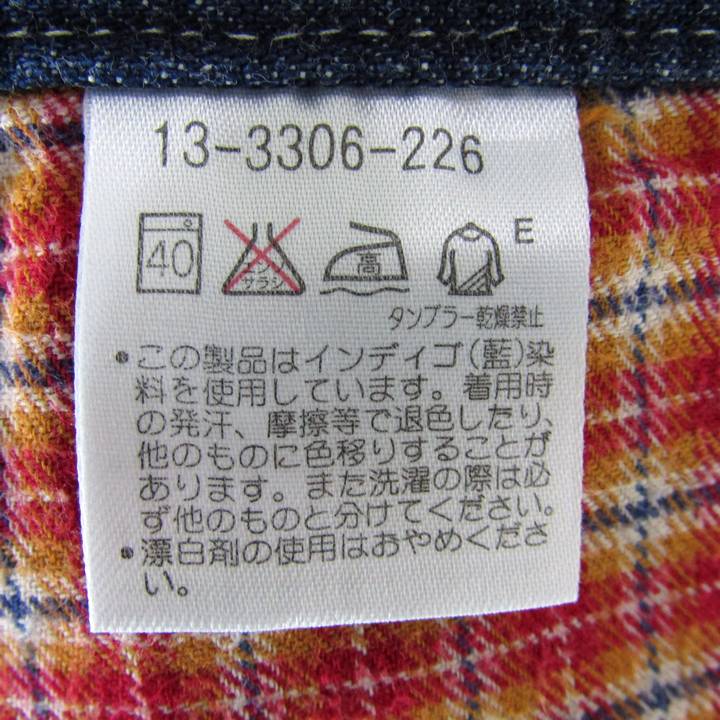 13-3306-226
40 エンソサラシ 高 E
タンブラー乾燥禁止
•この製品はインディゴ(藍)染
料を使用しています。着用時
の発汗、摩擦等で退色したり、
他のものに色移りすることが
あります。また洗濯の際は必
ず他のものと分けてください。
•漂白剤の使用はおやめくださ
い。